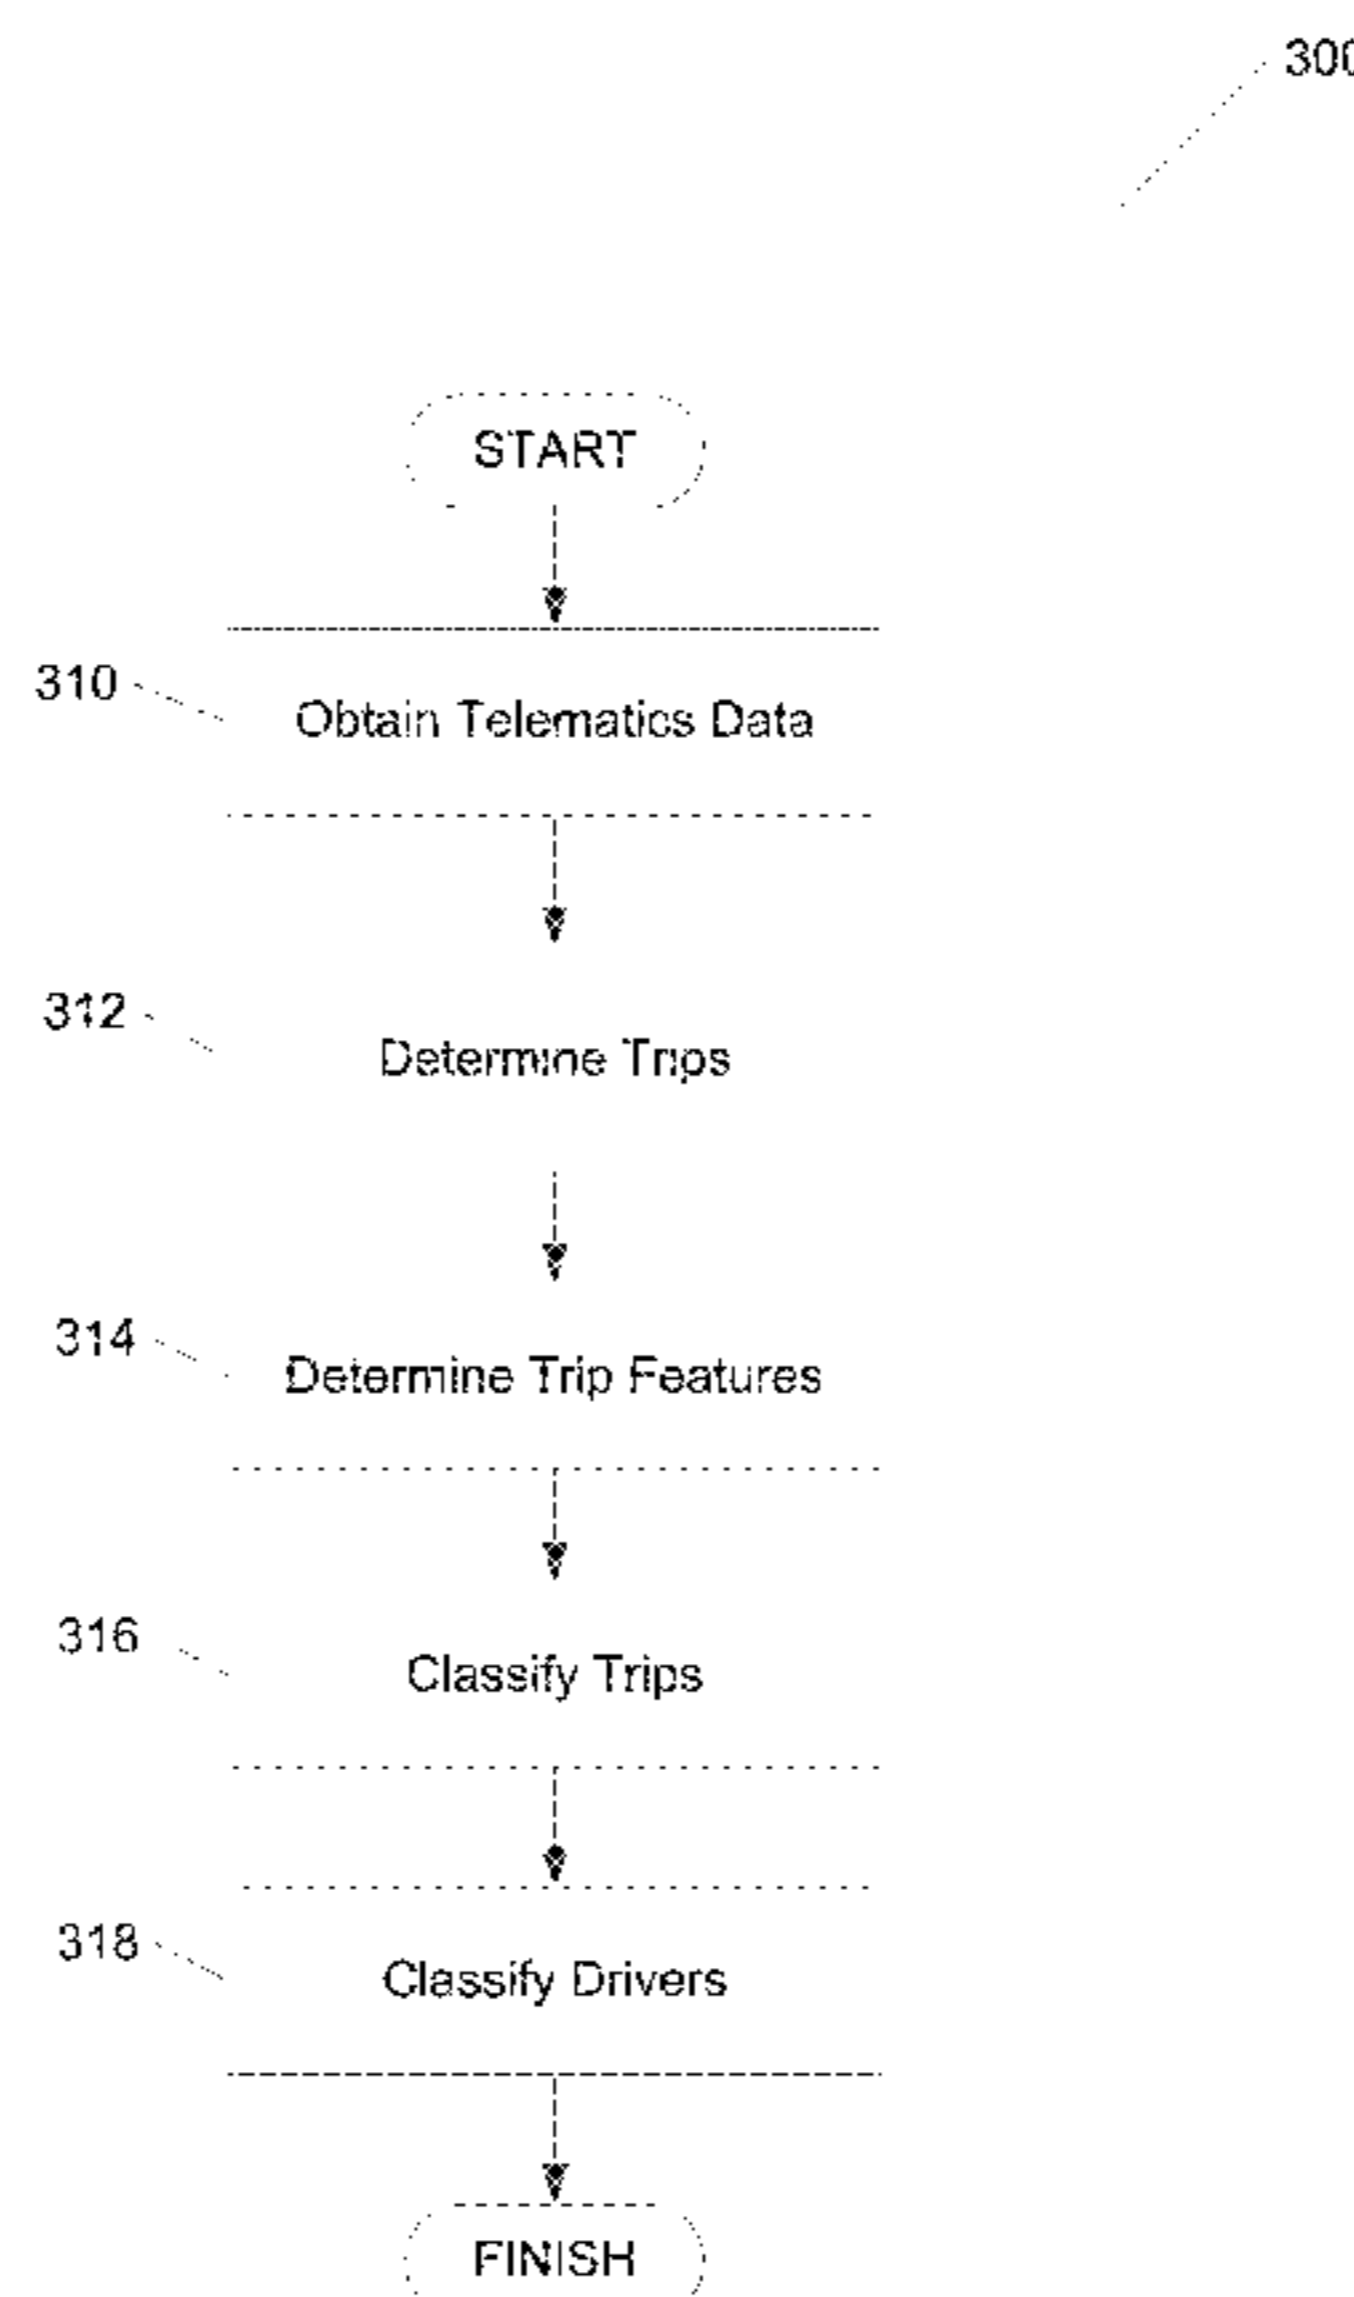 300
START
310
Obtain Telematics Data
312
Determine Trips
314
Determine Trip Features
316
Classify Trips
318
Classify Drivers
FINISH